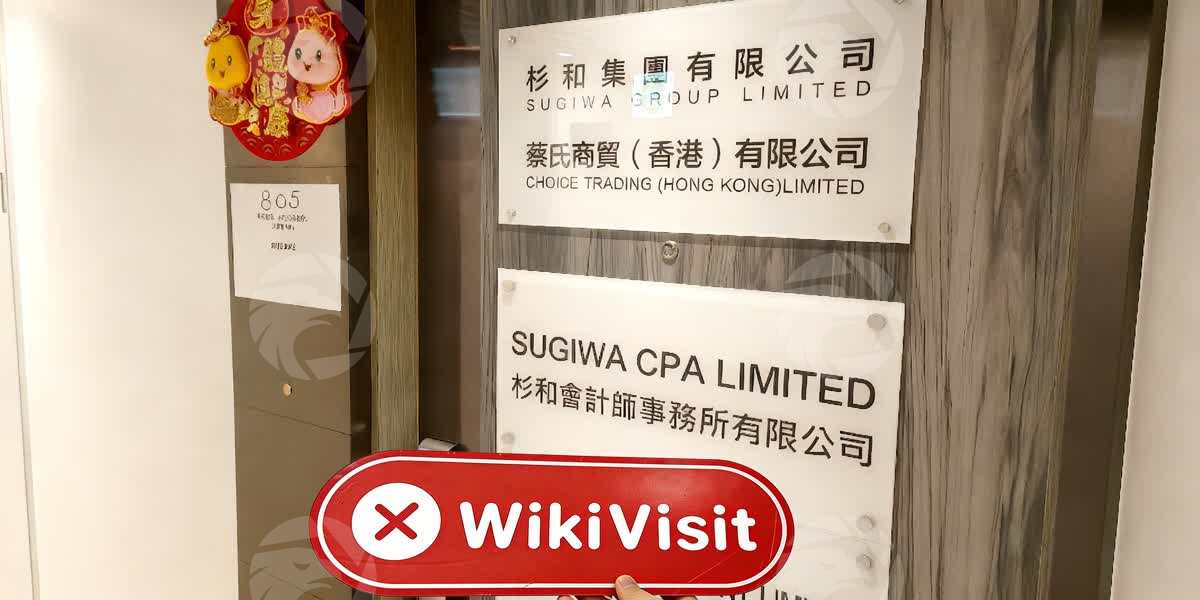 805
杉和集團有限公司
SUGIWA GROUP LIMITED
蔡氏商貿（香港）有限公司
CHOICE TRADING (HONG KONG)LIMITED
SUGIWA CPA LIMITED
杉和會計師事務所有限公司
WikiVisit